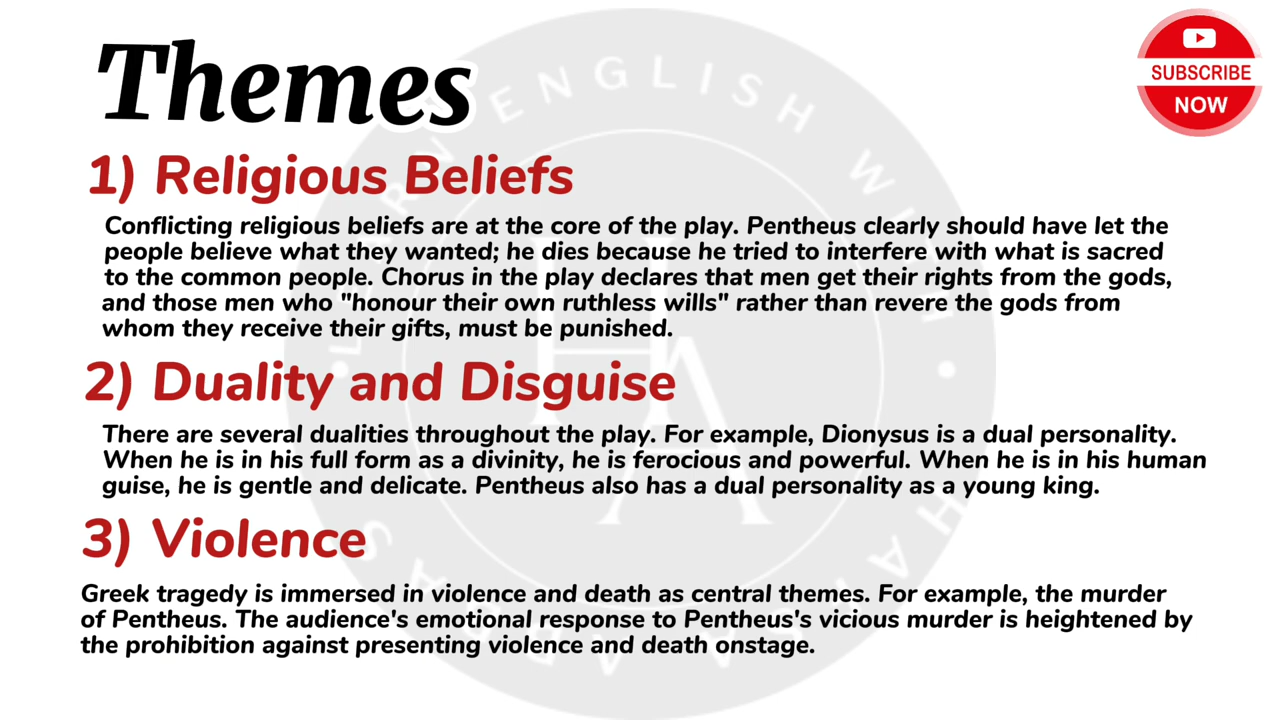 Themes
SUBSCRIBE
NOW
1) Religious Beliefs
Conflicting religious beliefs are at the core of the play. Pentheus clearly should have let the
people believe what they wanted; he dies because he tried to interfere with what is sacred
to the common people. Chorus in the play declares that men get their rights from the gods,
and those men who "honour their own ruthless wills" rather than revere the gods from
whom they receive their gifts, must be punished.
2) Duality and Disguise
There are several dualities throughout the play. For example, Dionysus is a dual personality.
When he is in his full form as a divinity, he is ferocious and powerful. When he is in his human
guise, he is gentle and delicate. Pentheus also has a dual personality as a young king.
3) Violence
Greek tragedy is immersed in violence and death as central themes. For example, the murder
of Pentheus. The audience's emotional response to Pentheus's vicious murder is heightened by
the prohibition against presenting violence and death onstage.